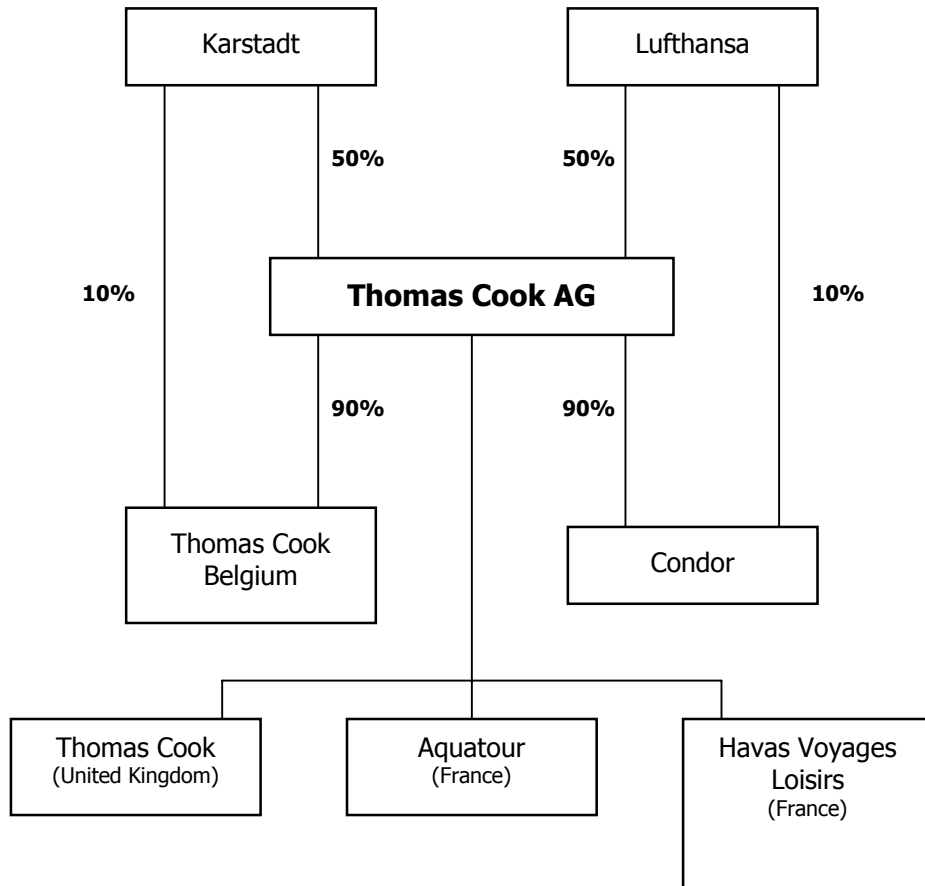 Karstadt
Lufthansa
50%
50%
10%
Thomas Cook AG
10%
90%
90%
Thomas Cook
Belgium
Condor
Thomas Cook
(United Kingdom)
Aquatour
(France)
Havas Voyages
Loisirs
(France)